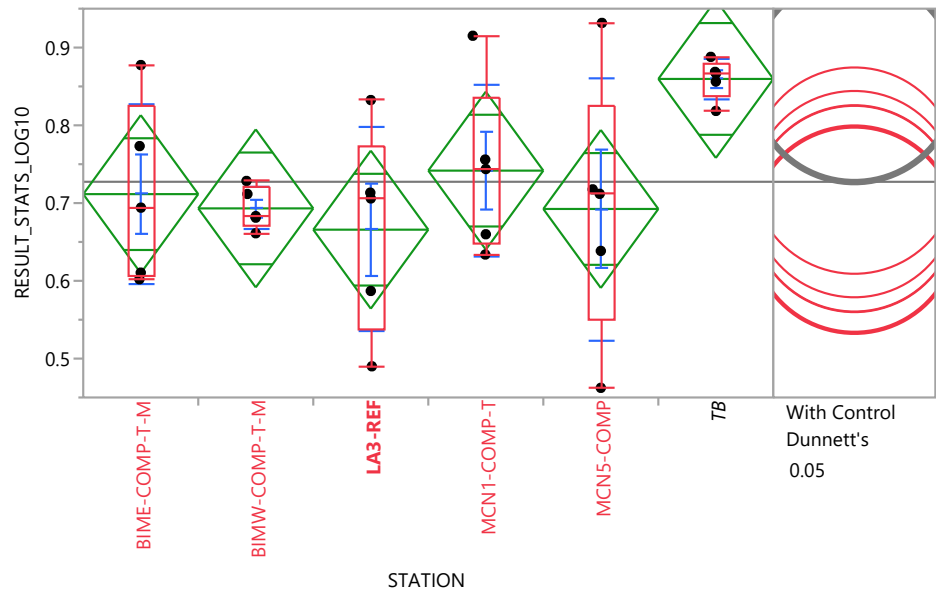 RESULT_STATS_LOG10
0.9
0.8
0.7
0.6
0.5
BIME-COMP-T-M
BIMW-COMP-T-M
LA3-REF
MCN1-COMP-T
MCN5-COMP
TB
With Control
Dunnett's
0.05
STATION